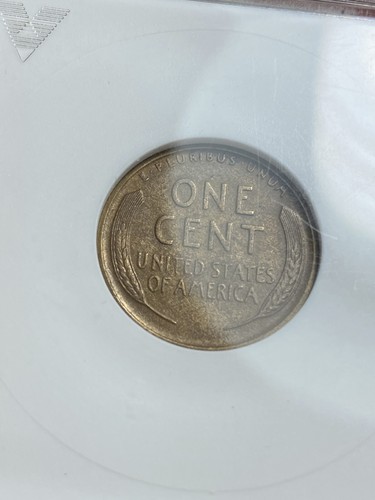 E·PLURIBUS·UNUM
ONE
CENT
UNITED STATES
OF AMERICA